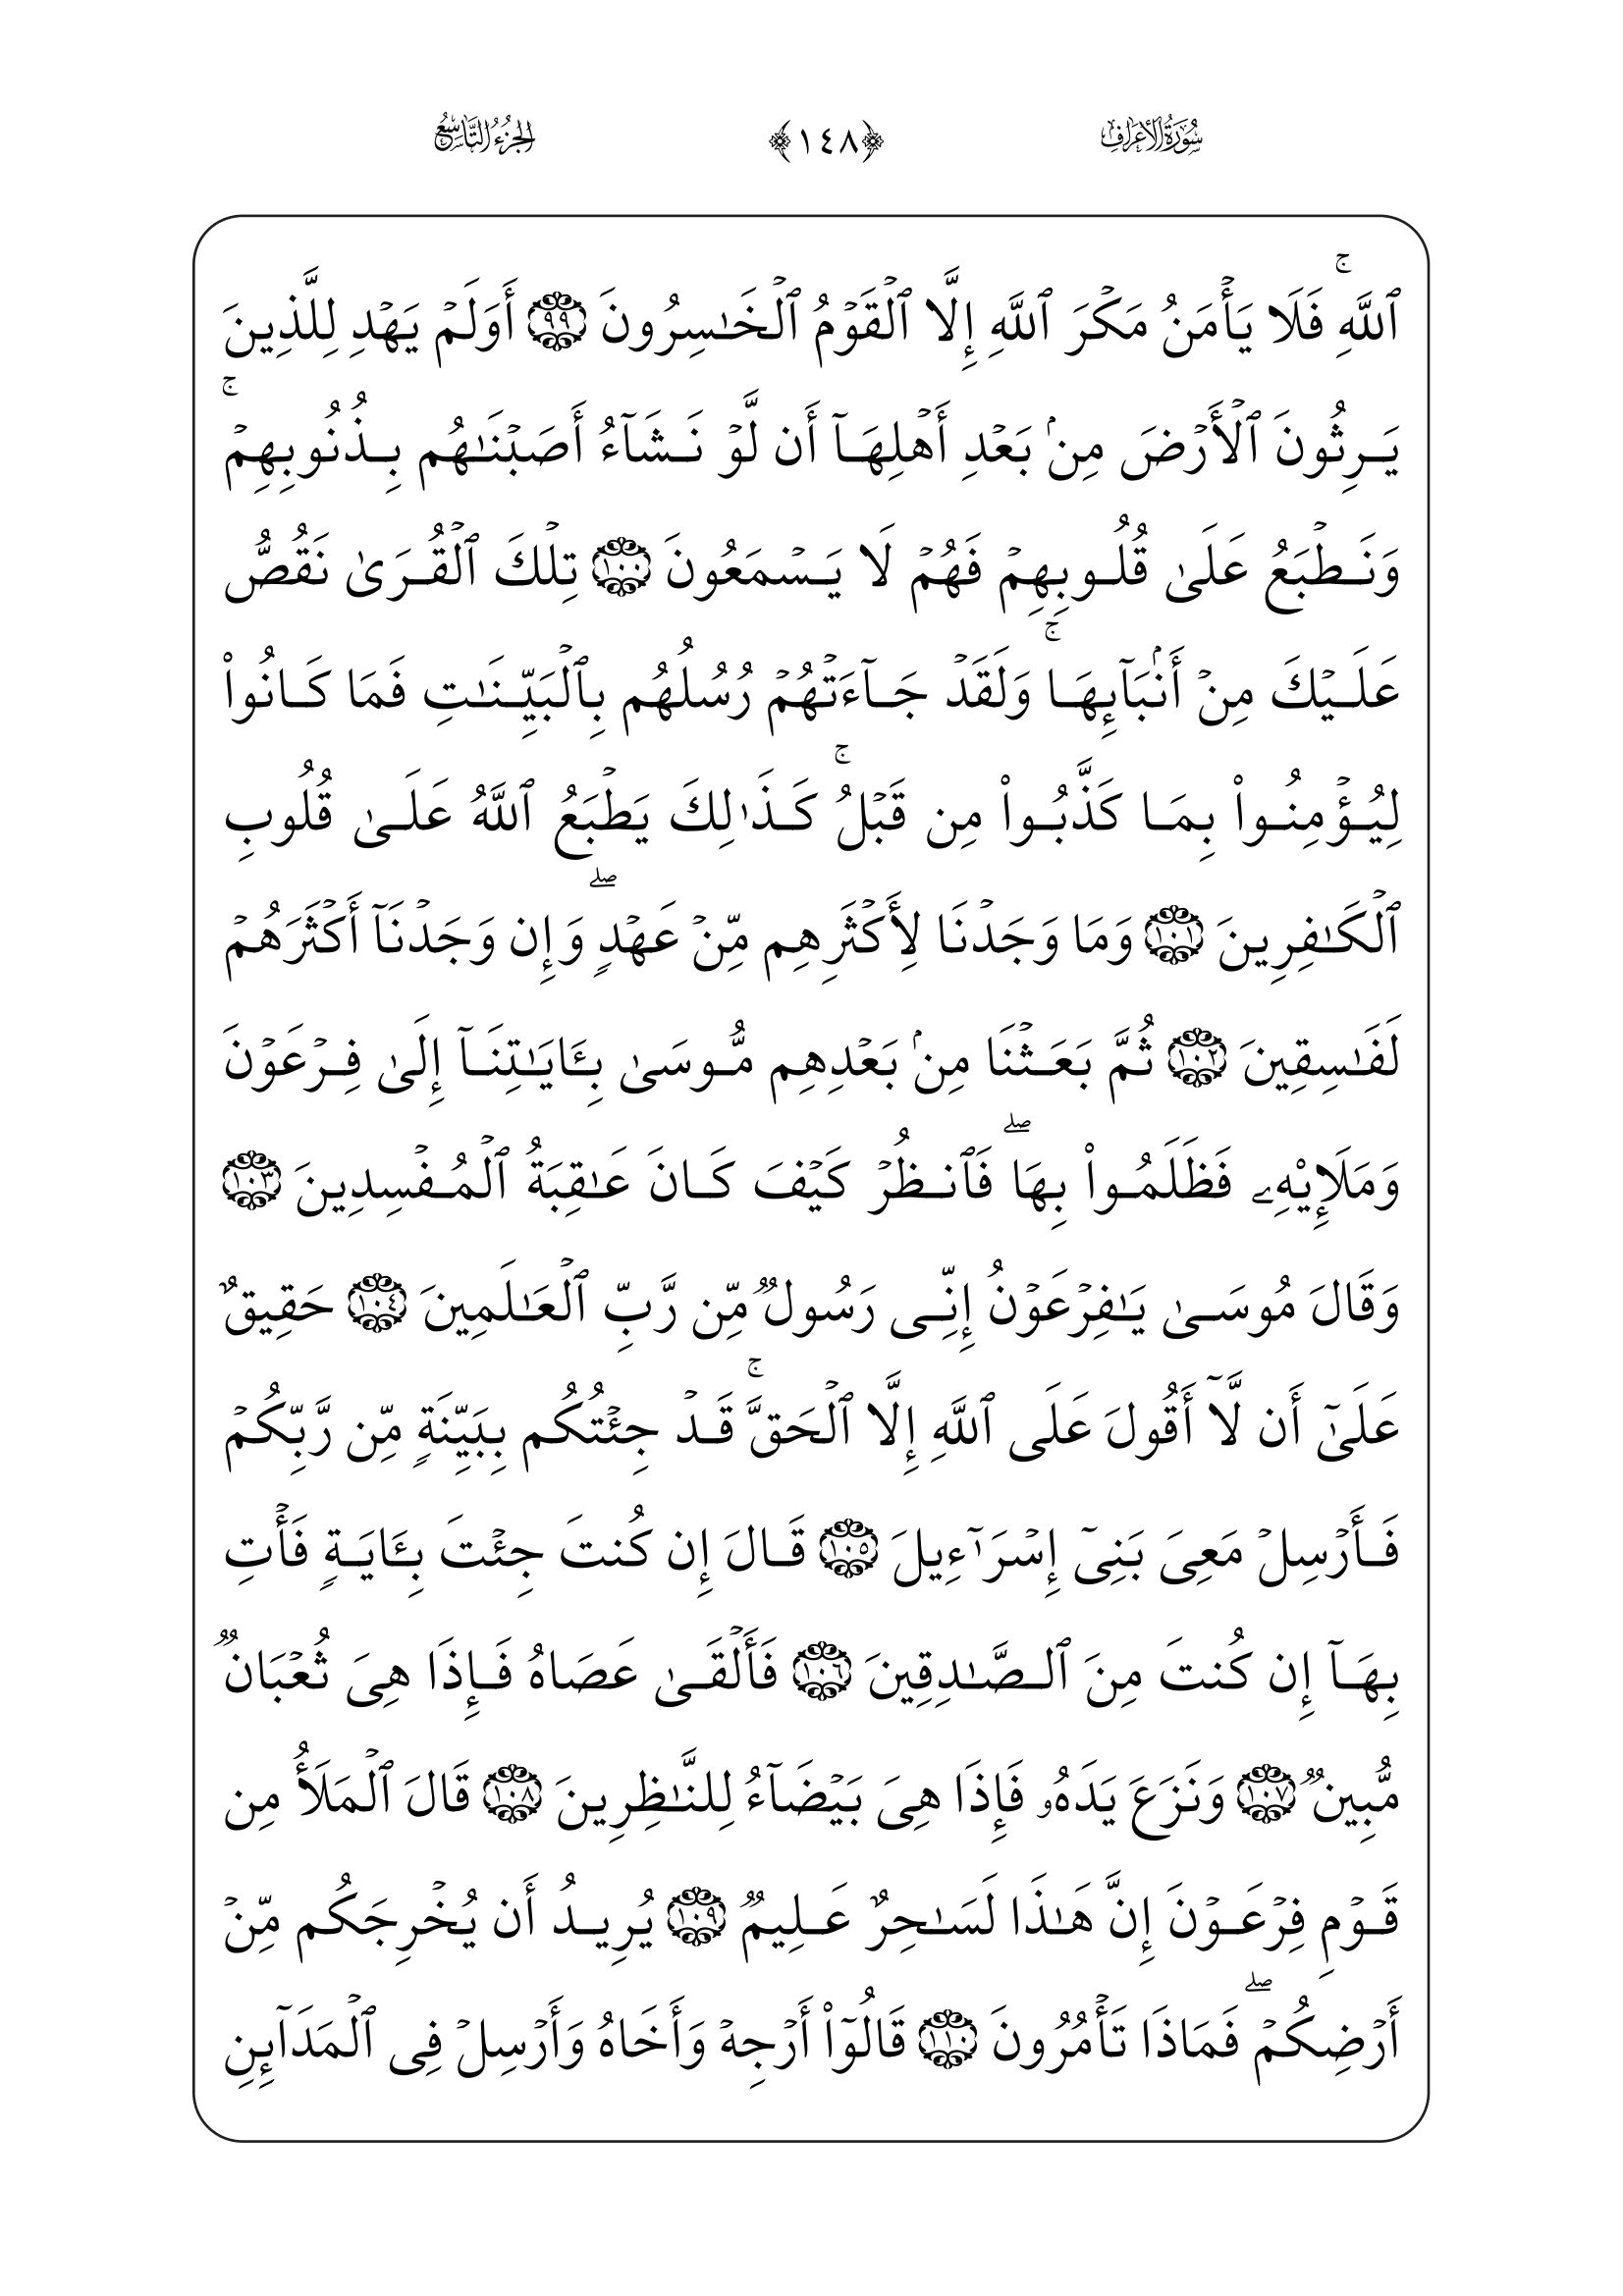 سُورَةُ الأَعۡرَافِ ﴿١٤٨﴾ الجُزۡءُ التَّاسِعُ
ٱللَّهِۚ فَلَا يَأۡمَنُ مَكۡرَ ٱللَّهِ إِلَّا ٱلۡقَوۡمُ ٱلۡخَٰسِرُونَ ٩٩ أَوَلَمۡ يَهۡدِ لِلَّذِينَ
يَرِثُونَ ٱلۡأَرۡضَ مِنۢ بَعۡدِ أَهۡلِهَآ أَن لَّوۡ نَشَآءُ أَصَبۡنَٰهُم بِذُنُوبِهِمۡۚ
وَنَطۡبَعُ عَلَىٰ قُلُوبِهِمۡ فَهُمۡ لَا يَسۡمَعُونَ ١٠٠ تِلۡكَ ٱلۡقُرَىٰ نَقُصُّ
عَلَيۡكَ مِنۡ أَنۢبَآئِهَاۚ وَلَقَدۡ جَآءَتۡهُمۡ رُسُلُهُم بِٱلۡبَيِّنَٰتِ فَمَا كَانُواْ
لِيُؤۡمِنُواْ بِمَا كَذَّبُواْ مِن قَبۡلُۚ كَذَٰلِكَ يَطۡبَعُ ٱللَّهُ عَلَىٰ قُلُوبِ
ٱلۡكَٰفِرِينَ ١٠١ وَمَا وَجَدۡنَا لِأَكۡثَرِهِم مِّنۡ عَهۡدٍۖ وَإِن وَجَدۡنَآ أَكۡثَرَهُمۡ
لَفَٰسِقِينَ ١٠٢ ثُمَّ بَعَثۡنَا مِنۢ بَعۡدِهِم مُّوسَىٰ بِـَٔايَٰتِنَآ إِلَىٰ فِرۡعَوۡنَ
وَمَلَإِيْهِۦ فَظَلَمُواْ بِهَاۖ فَٱنظُرۡ كَيۡفَ كَانَ عَٰقِبَةُ ٱلۡمُفۡسِدِينَ ١٠٣
وَقَالَ مُوسَىٰ يَٰفِرۡعَوۡنُ إِنِّى رَسُولٌ مِّن رَّبِّ ٱلۡعَٰلَمِينَ ١٠٤ حَقِيقٌ
عَلَىٰٓ أَن لَّآ أَقُولَ عَلَى ٱللَّهِ إِلَّا ٱلۡحَقَّۚ قَدۡ جِئۡتُكُم بِبَيِّنَةٍ مِّن رَّبِّكُمۡ
فَأَرۡسِلۡ مَعِىَ بَنِىٓ إِسۡرَٰٓءِيلَ ١٠٥ قَالَ إِن كُنتَ جِئۡتَ بِـَٔايَةٍ فَأۡتِ
بِهَآ إِن كُنتَ مِنَ ٱلصَّٰدِقِينَ ١٠٦ فَأَلۡقَىٰ عَصَاهُ فَإِذَا هِىَ ثُعۡبَانٌ
مُّبِينٌ ١٠٧ وَنَزَعَ يَدَهُۥ فَإِذَا هِىَ بَيۡضَآءُ لِلنَّٰظِرِينَ ١٠٨ قَالَ ٱلۡمَلَأُ مِن
قَوۡمِ فِرۡعَوۡنَ إِنَّ هَٰذَا لَسَٰحِرٌ عَلِيمٌ ١٠٩ يُرِيدُ أَن يُخۡرِجَكُم مِّنۡ
أَرۡضِكُمۡۖ فَمَاذَا تَأۡمُرُونَ ١١٠ قَالُوٓاْ أَرۡجِهۡ وَأَخَاهُ وَأَرۡسِلۡ فِى ٱلۡمَدَآئِنِ